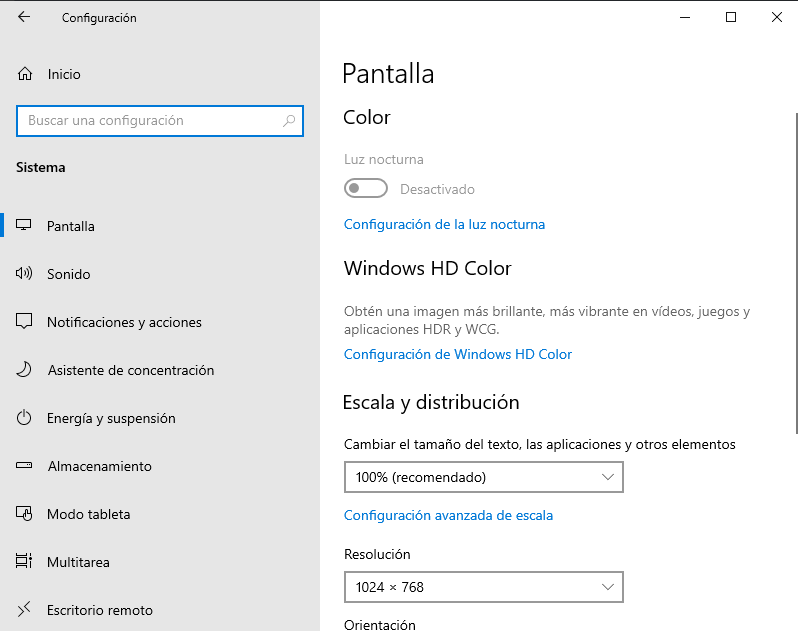 Configuración
Inicio
Buscar una configuración
Sistema
Pantalla
Sonido
Notificaciones y acciones
Asistente de concentración
Energía y suspensión
Almacenamiento
Modo tableta
Multitarea
Escritorio remoto
Pantalla
Color
Luz nocturna
Desactivado
Configuración de la luz nocturna
Windows HD Color
Obtén una imagen más brillante, más vibrante en vídeos, juegos y
aplicaciones HDR y WCG.
Configuración de Windows HD Color
Escala y distribución
Cambiar el tamaño del texto, las aplicaciones y otros elementos
100% (recomendado)
Configuración avanzada de escala
Resolución
1024 × 768
Orientación